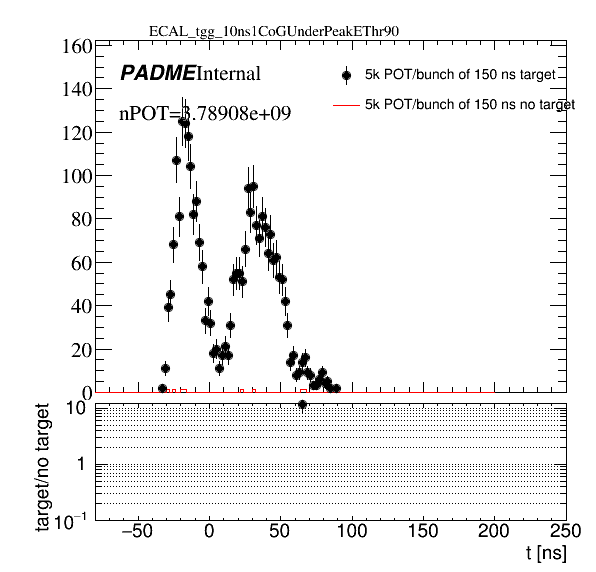 ECAL_tgg_10ns1CoGUnderPeakEThr90
160
PADME Internal
5k POT/bunch of 150 ns target
140
5k POT/bunch of 150 ns no target
nPOT=3.78908e+09
120
100
80
60
40
20
0
10
1
10−1
target/no target
−50 0 50 100 150 200 250
t [ns]